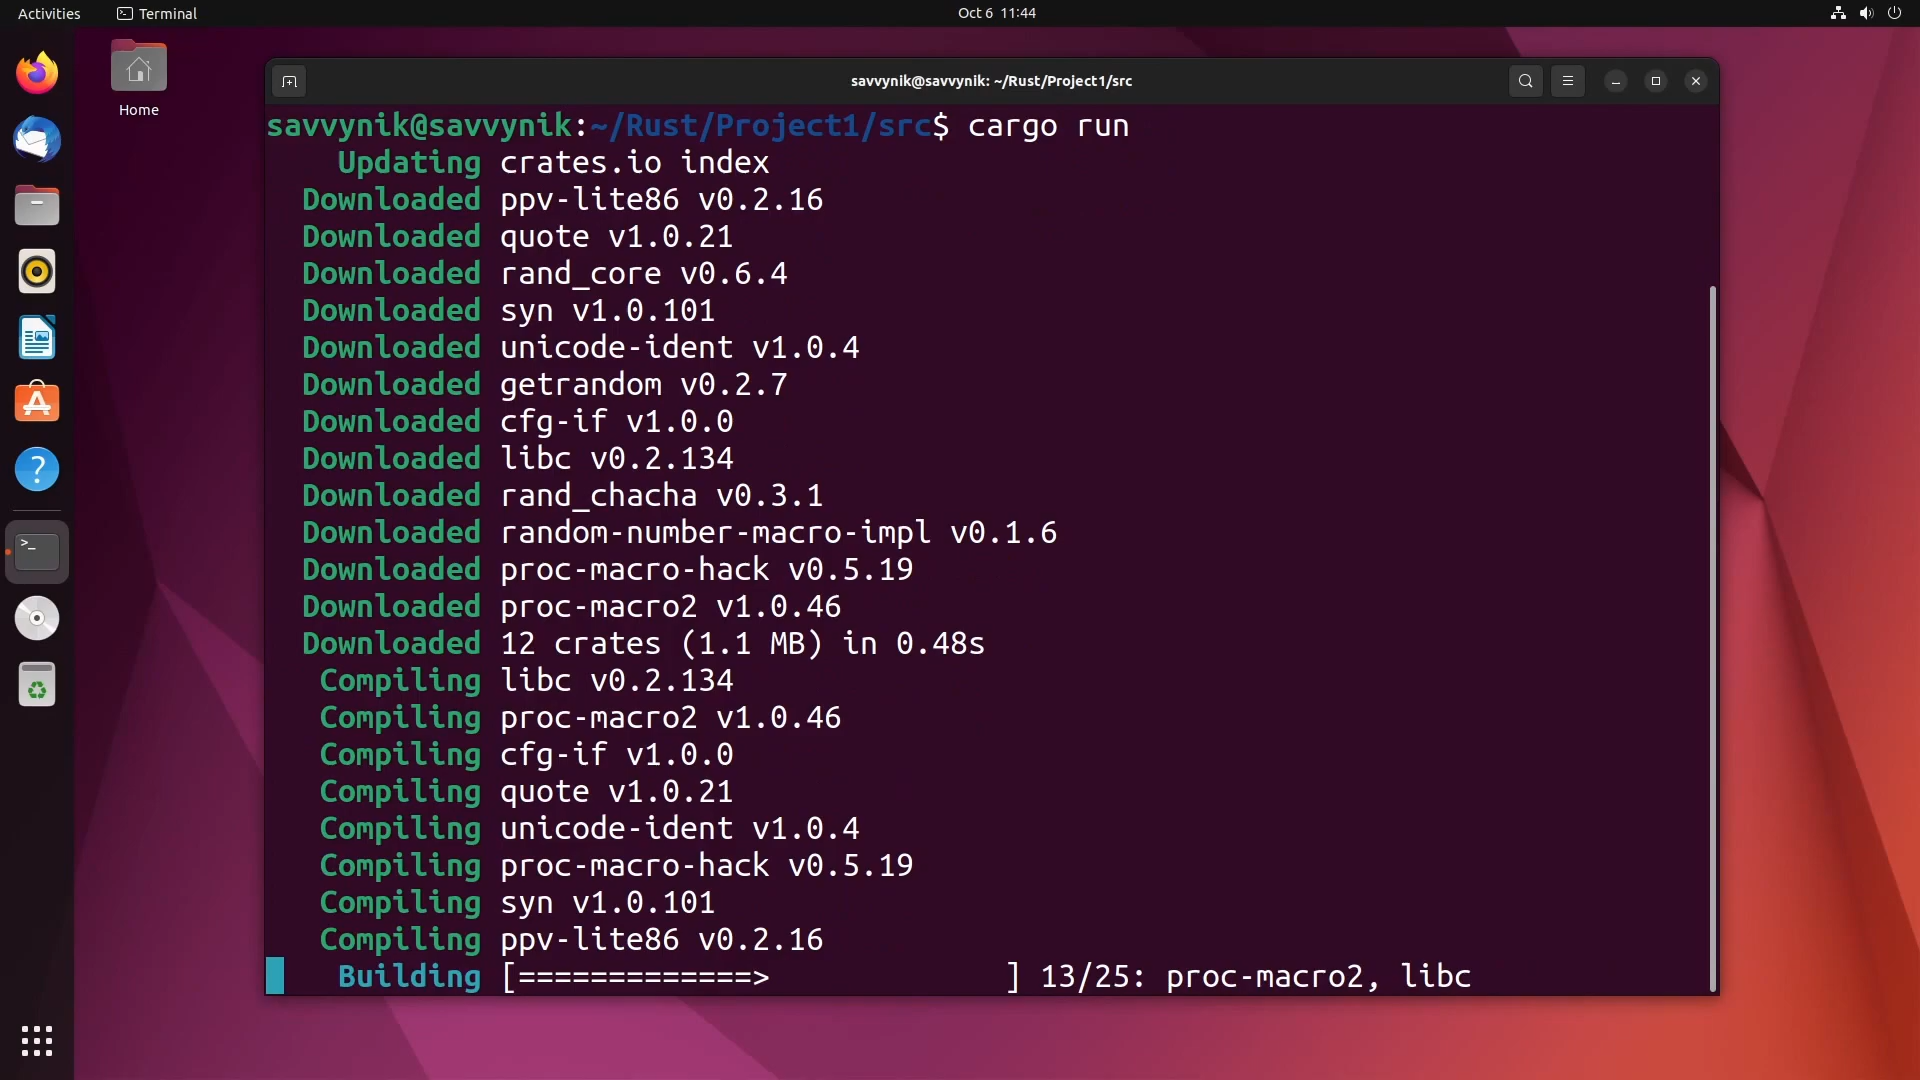 Activities
Terminal
Oct 6 11:44
Home
savvynik@savvynik: ~/Rust/Project1/src
savvynik@savvynik:~/Rust/Project1/src$ cargo run
Updating crates.io index
Downloaded ppv-lite86 v0.2.16
Downloaded quote v1.0.21
Downloaded rand_core v0.6.4
Downloaded syn v1.0.101
Downloaded unicode-ident v1.0.4
Downloaded getrandom v0.2.7
Downloaded cfg-if v1.0.0
Downloaded libc v0.2.134
Downloaded rand_chacha v0.3.1
Downloaded random-number-macro-impl v0.1.6
Downloaded proc-macro-hack v0.5.19
Downloaded proc-macro2 v1.0.46
Downloaded 12 crates (1.1 MB) in 0.48s
Compiling libc v0.2.134
Compiling proc-macro2 v1.0.46
Compiling cfg-if v1.0.0
Compiling quote v1.0.21
Compiling unicode-ident v1.0.4
Compiling proc-macro-hack v0.5.19
Compiling syn v1.0.101
Compiling ppv-lite86 v0.2.16
Building [=============>             ] 13/25: proc-macro2, libc